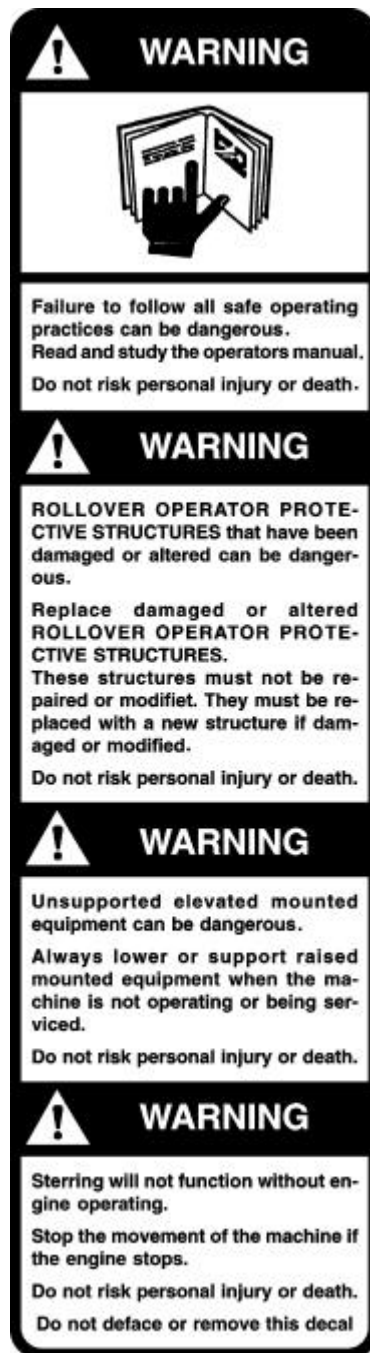 WARNING
Failure to follow all safe operating
practices can be dangerous.
Read and study the operators manual.
Do not risk personal injury or death.
WARNING
ROLLOVER OPERATOR PROTE-
CTIVE STRUCTURES that have been
damaged or altered can be danger-
ous.
Replace damaged or altered
ROLLOVER OPERATOR PROTE-
CTIVE STRUCTURES.
These structures must not be re-
paired or modifiet. They must be re-
placed with a new structure if dam-
aged or modified.
Do not risk personal injury or death.
WARNING
Unsupported elevated mounted
equipment can be dangerous.
Always lower or support raised
mounted equipment when the ma-
chine is not operating or being ser-
viced.
Do not risk personal injury or death.
WARNING
Sterring will not function without en-
gine operating.
Stop the movement of the machine if
the engine stops.
Do not risk personal injury or death.
Do not deface or remove this decal